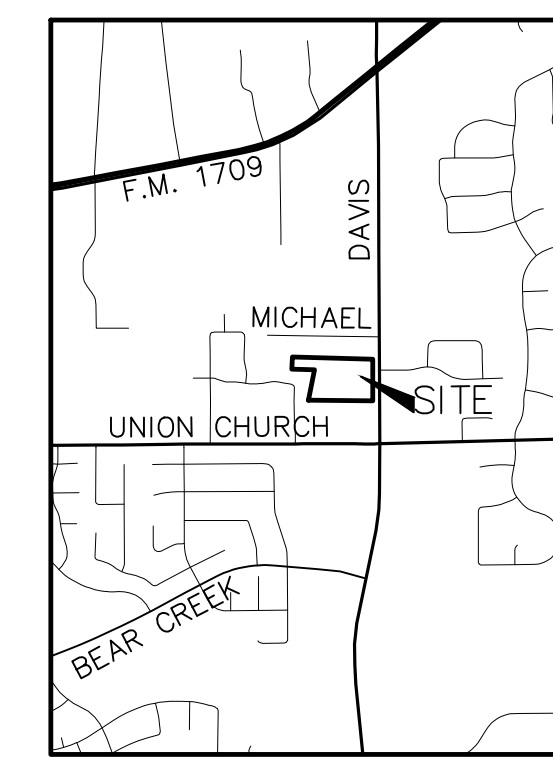 F.M. 1709
DAVIS
MICHAEL
SITE
UNION CHURCH
BEAR CREEK